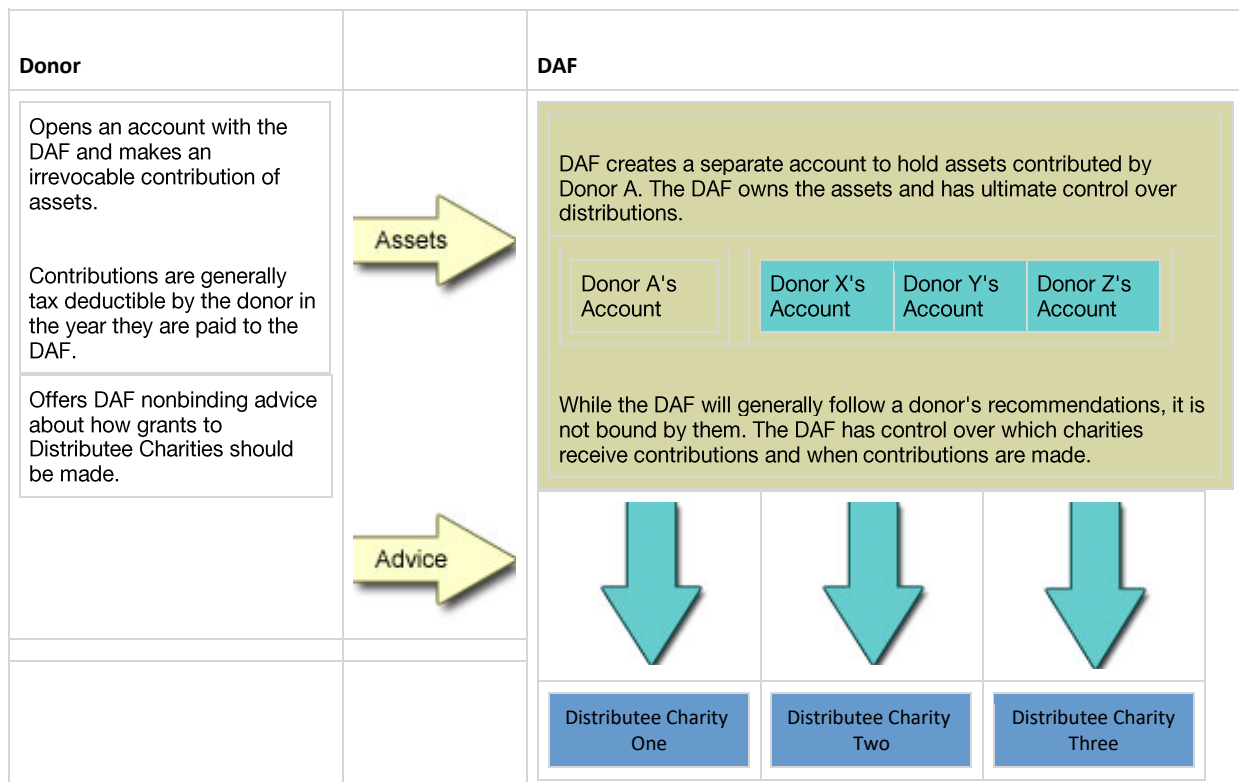 Donor
DAF
Opens an account with the
DAF and makes an
irrevocable contribution of
assets.
Contributions are generally
tax deductible by the donor in
the year they are paid to the
DAF.
Offers DAF nonbinding advice
about how grants to
Distributee Charities should
be made.
Assets
Advice
DAF creates a separate account to hold assets contributed by
Donor A. The DAF owns the assets and has ultimate control over
distributions.
Donor A's
Account
Donor X's
Account
Donor Y's
Account
Donor Z's
Account
While the DAF will generally follow a donor's recommendations, it is
not bound by them. The DAF has control over which charities
receive contributions and when contributions are made.
Distributee Charity
One
Distributee Charity
Two
Distributee Charity
Three